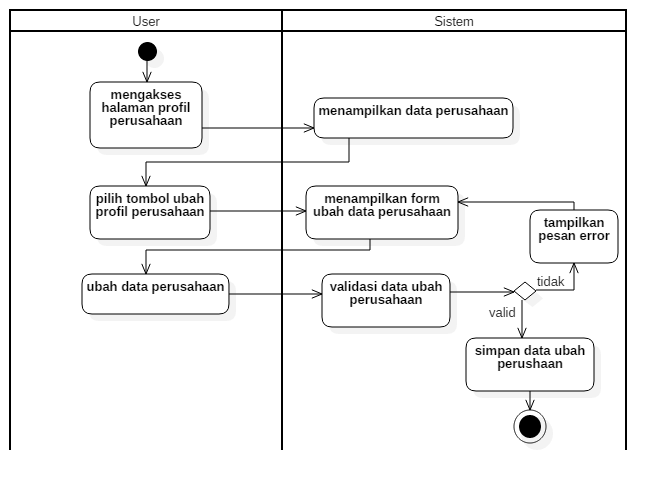 User
Sistem
mengakses
halaman profil
perusahaan
menampilkan data perusahaan
pilih tombol ubah
profil perusahaan
menampilkan form
ubah data perusahaan
tampilkan
pesan error
ubah data perusahaan
validasi data ubah
perusahaan
tidak
valid
simpan data ubah
perushaan